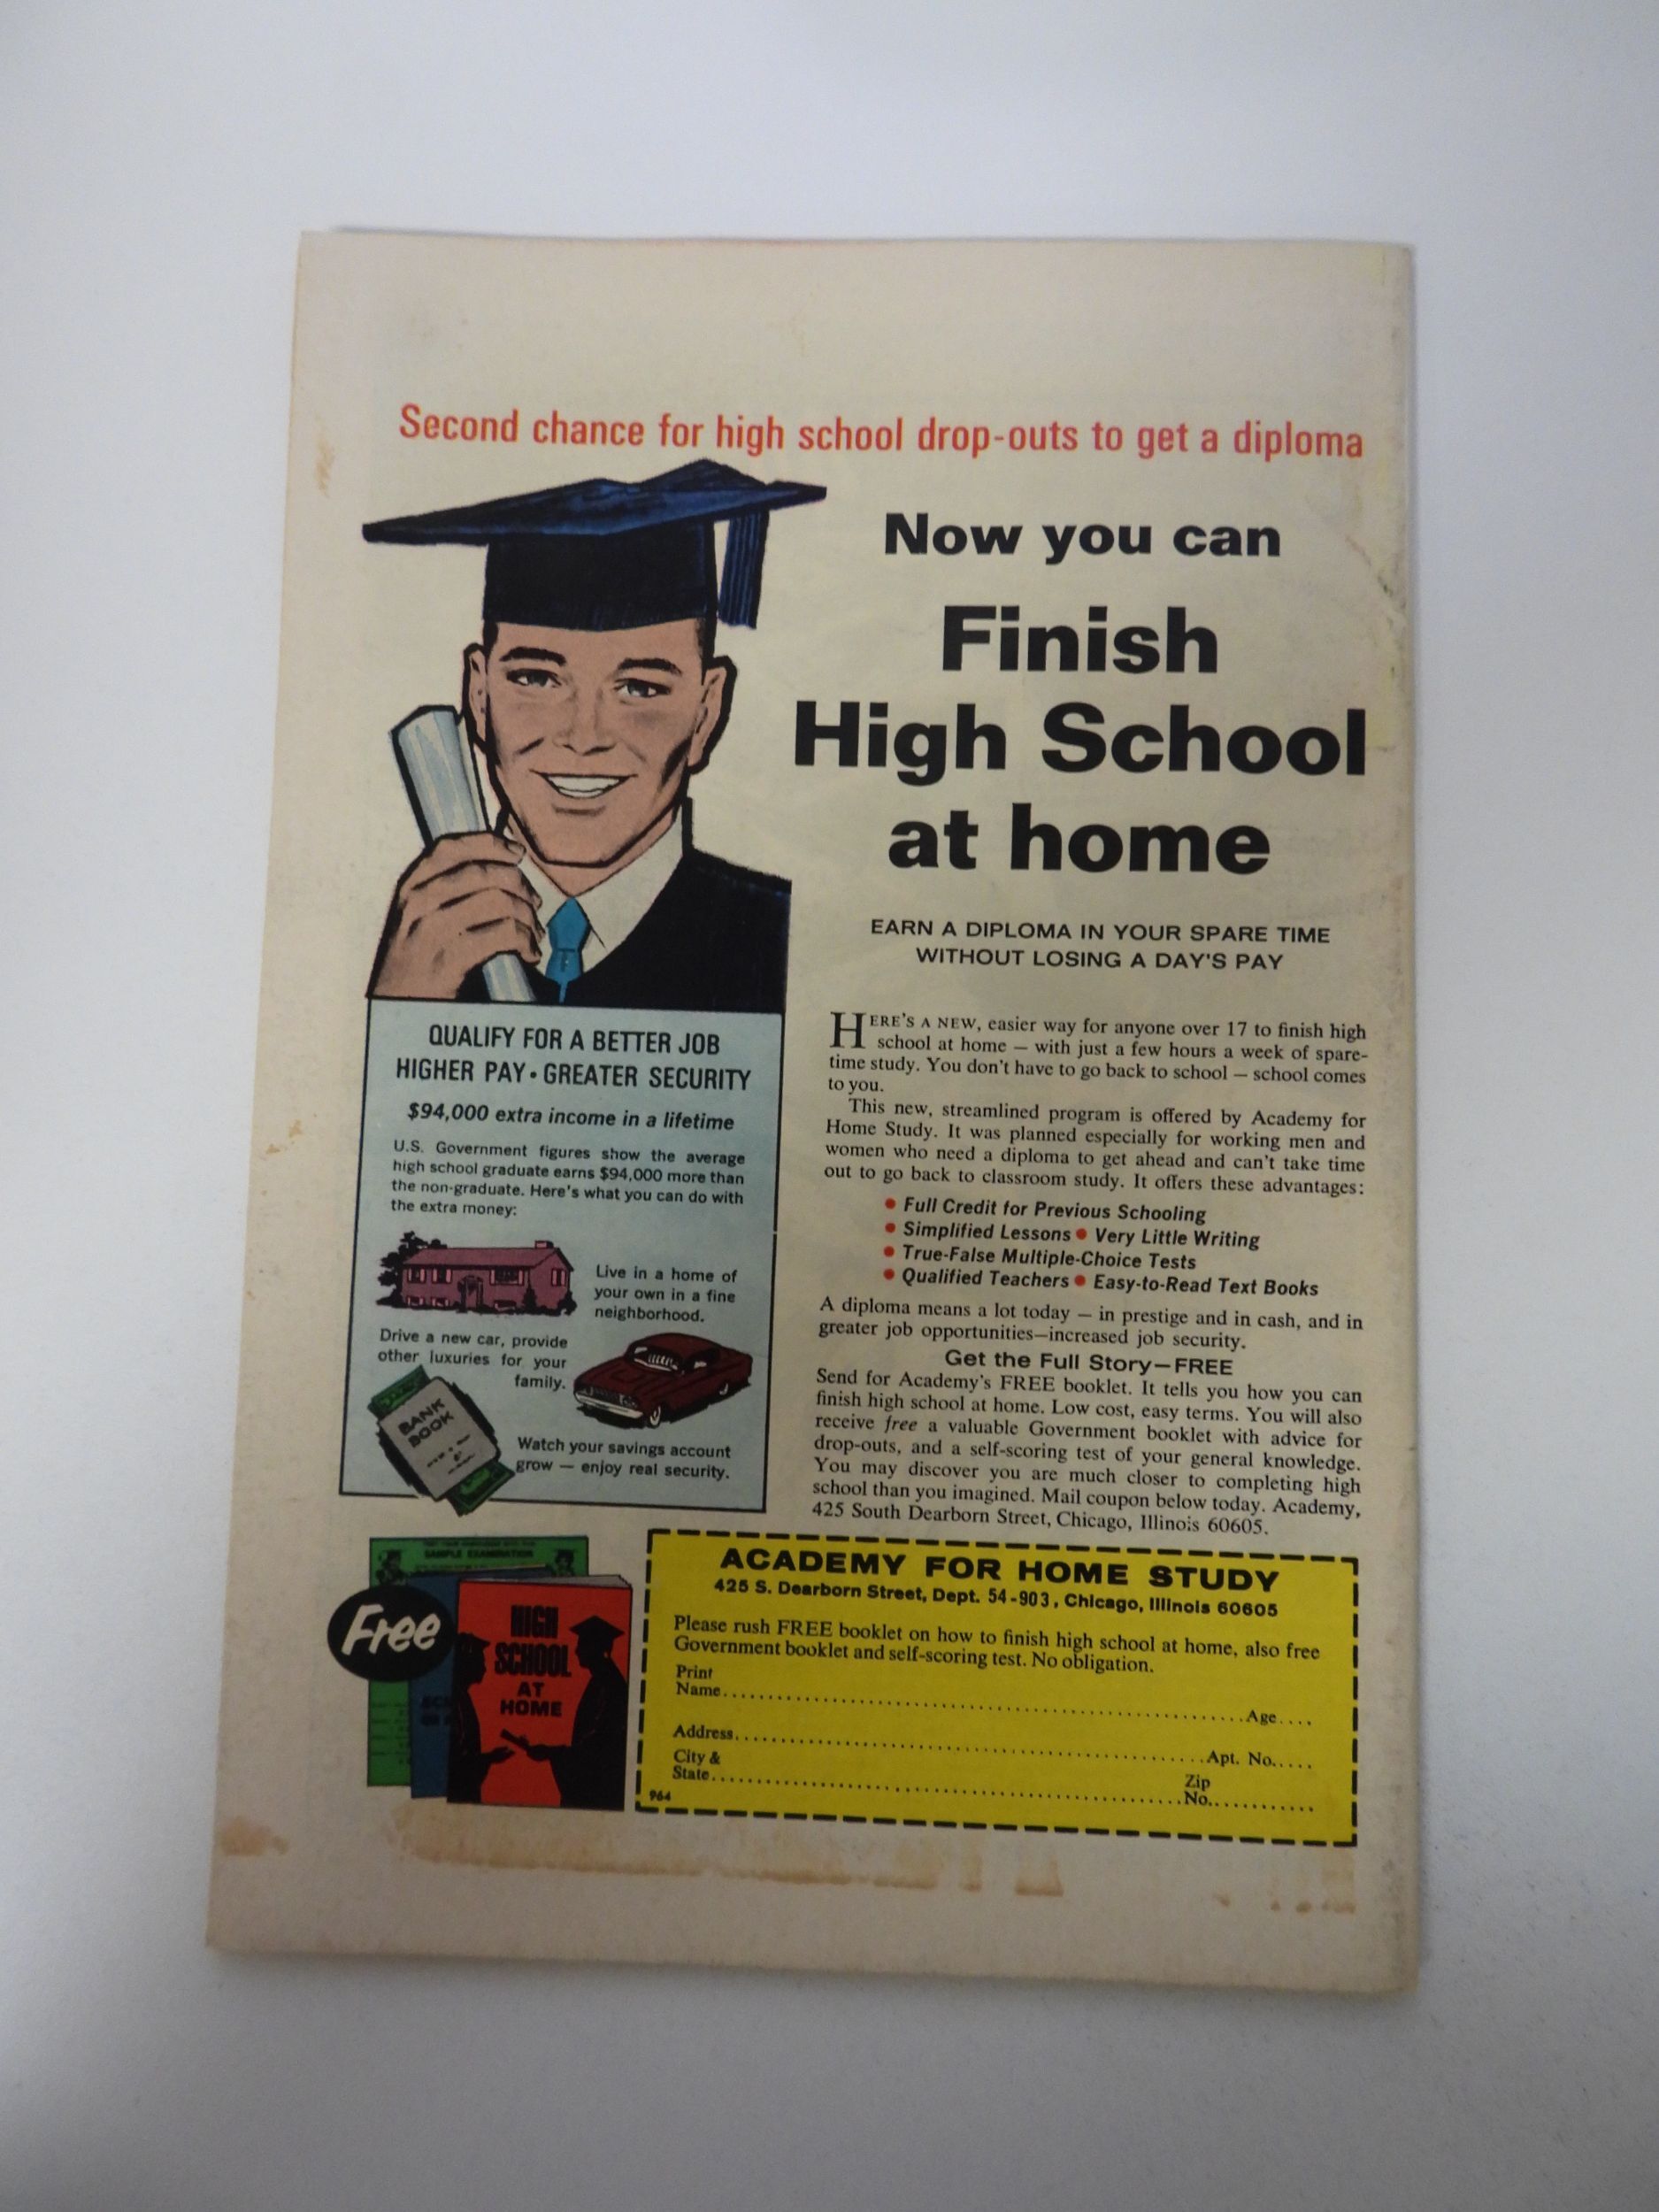 Second chance for high school drop-outs to get a diploma
Now you can
Finish
High School
at home
EARN A DIPLOMA IN YOUR SPARE TIME
WITHOUT LOSING A DAY'S PAY
QUALIFY FOR A BETTER JOB
HIGHER PAY • GREATER SECURITY
$94,000 extra income in a lifetime
U.S. Government figures show the average
high school graduate earns $94,000 more than
the non-graduate. Here's what you can do with
the extra money:
Live in a home of
your own in a fine
neighborhood.
Drive a new car, provide
other luxuries for your
family.
BANK
BOOK
Watch your savings account
grow — enjoy real security.
HERE'S A NEW, easier way for anyone over 17 to finish high
school at home — with just a few hours a week of spare-
time study. You don't have to go back to school — school comes
to you.
This new, streamlined program is offered by Academy for
Home Study. It was planned especially for working men and
women who need a diploma to get ahead and can't take time
out to go back to classroom study. It offers these advantages:
• Full Credit for Previous Schooling
• Simplified Lessons • Very Little Writing
• True-False Multiple-Choice Tests
• Qualified Teachers • Easy-to-Read Text Books
A diploma means a lot today — in prestige and in cash, and in
greater job opportunities—increased job security.
Get the Full Story—FREE
Send for Academy's FREE booklet. It tells you how you can
finish high school at home. Low cost, easy terms. You will also
receive free a valuable Government booklet with advice for
drop-outs, and a self-scoring test of your general knowledge.
You may discover you are much closer to completing high
school than you imagined. Mail coupon below today. Academy,
425 South Dearborn Street, Chicago, Illinois 60605.
SAMPLE EXAMINATION
Free
HIGH
SCHOOL
AT
HOME
ACADEMY FOR HOME STUDY
425 S. Dearborn Street, Dept. 54-903, Chicago, Illinois 60605
Please rush FREE booklet on how to finish high school at home, also free
Government booklet and self-scoring test. No obligation.
Print
Name.....Age....
Address.....Apt. No.....
City &
State.....Zip No.....
964